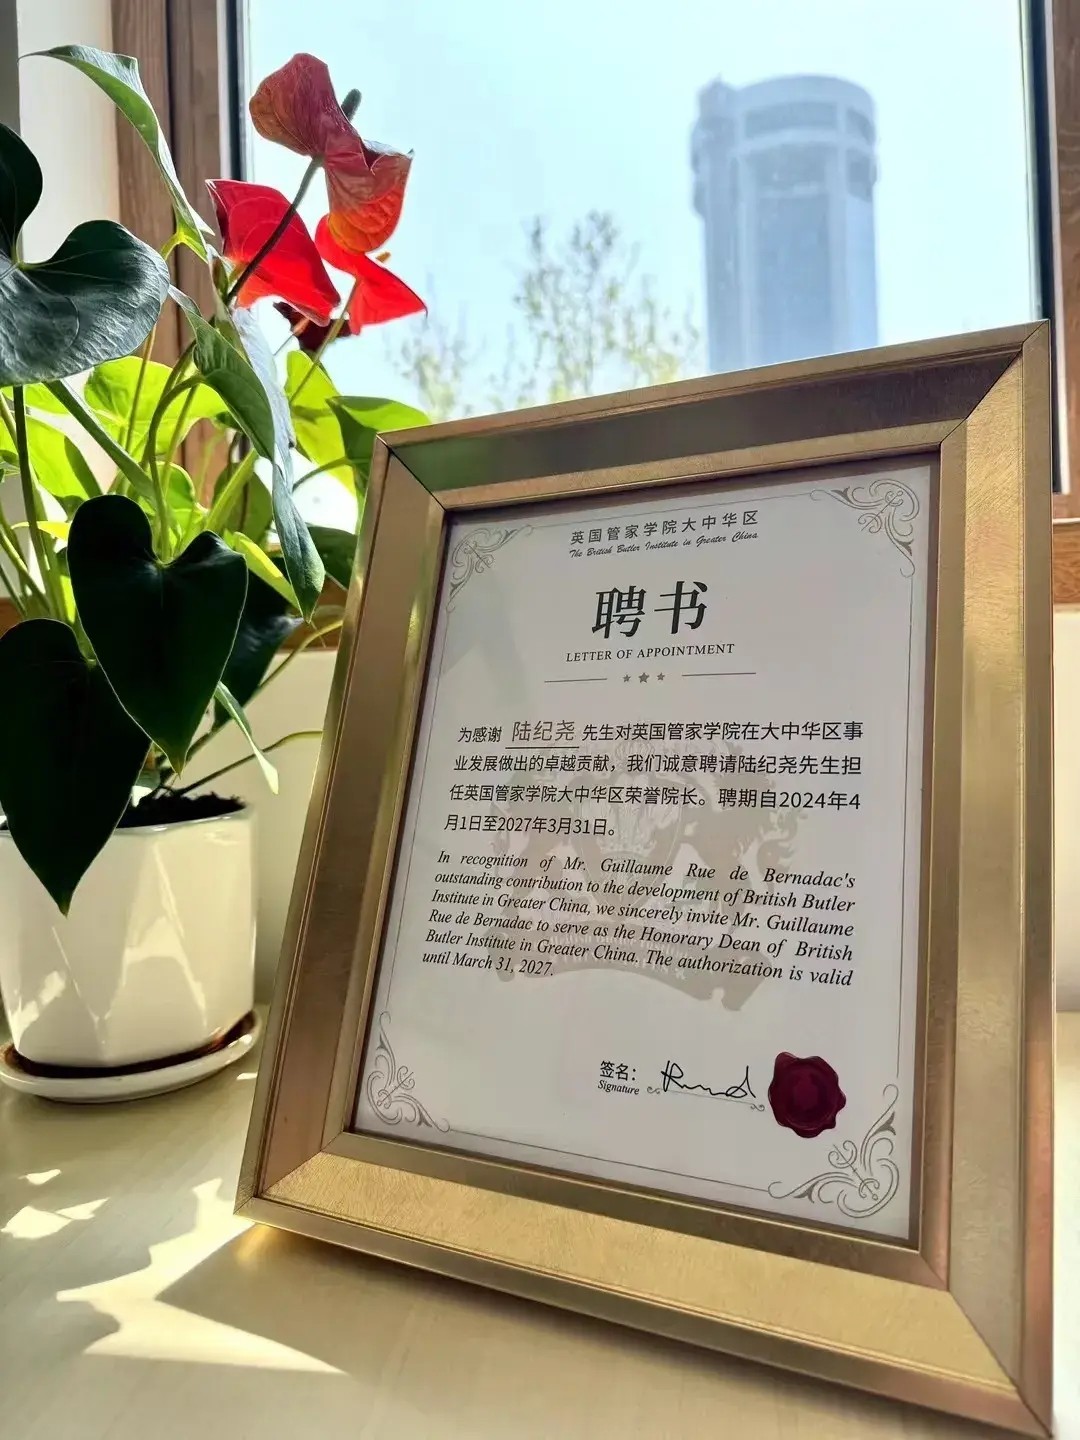 英国管家学院大中华区
The British Butler Institute in Greater China
聘书
LETTER OF APPOINTMENT
为感谢 陆纪尧 先生对英国管家学院在大中华区事
业发展做出的卓越贡献，我们诚意聘请陆纪尧先生担
任英国管家学院大中华区荣誉院长。聘期自2024年4
月1日至2027年3月31日。
In recognition of Mr. Guillaume Rue de Bernadac's
outstanding contribution to the development of British Butler
Institute in Greater China, we sincerely invite Mr. Guillaume
Rue de Bernadac to serve as the Honorary Dean of British
Butler Institute in Greater China. The authorization is valid
until March 31, 2027.
签名：
Signature